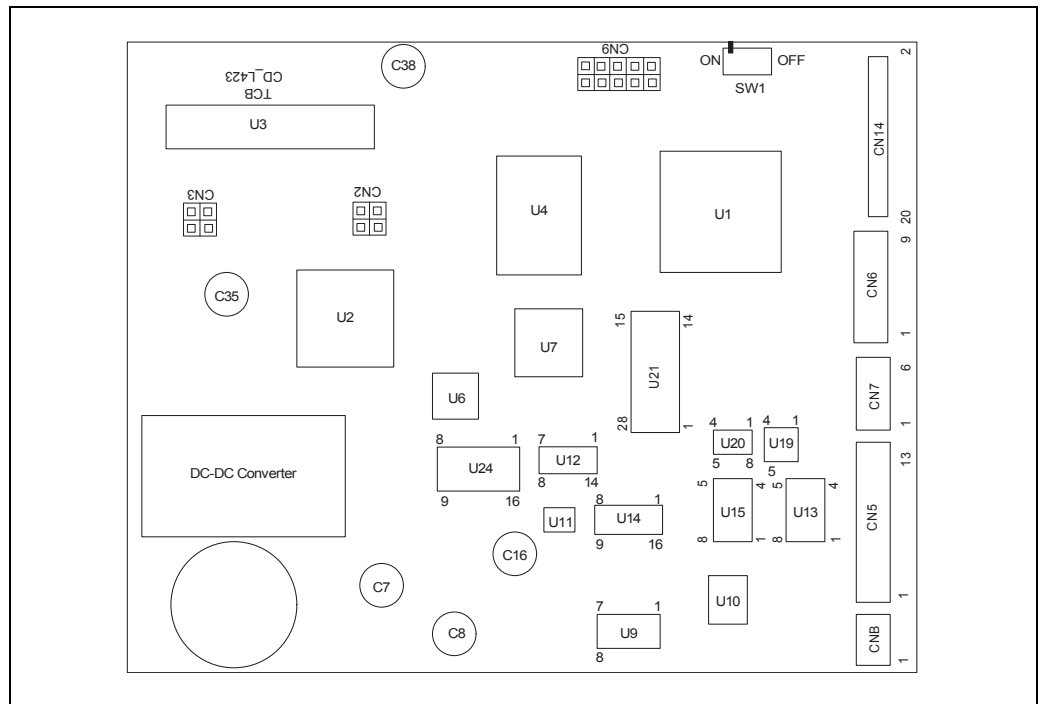 C38
CN9
ON
OFF
SW1
2
CD_L423
TCB
U3
CN14
CN3
CN2
U4
U1
20
9
C35
U2
CN6
15
14
U7
1
U21
6
U6
CN7
28
1
1
8
1
7
1
4
1
4
1
13
DC-DC Converter
U24
U12
U20
U19
9
16
8
14
5
8
5
CN5
8
1
5
4
5
4
U11
U14
U15
U13
9
16
8
1
8
1
C16
C7
U10
1
7
1
C8
U9
CNB
8
1